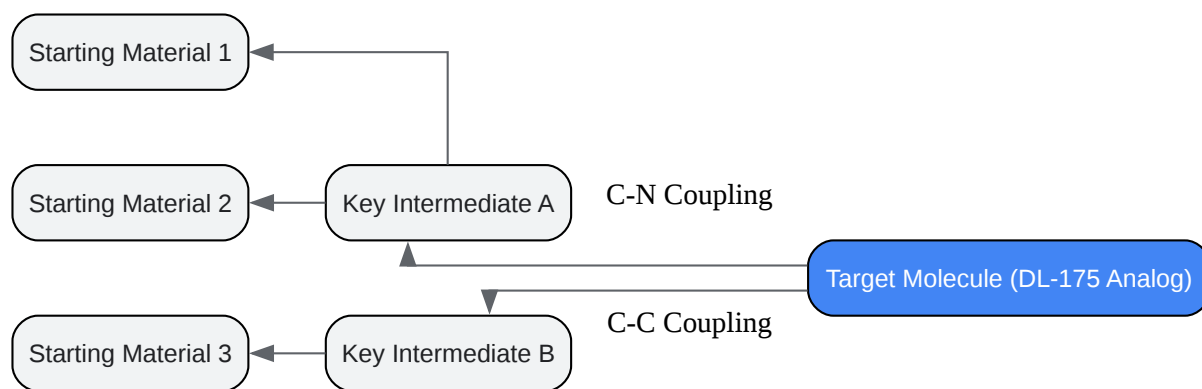 Starting Material 1
Starting Material 2
Key Intermediate A
C-N Coupling
Target Molecule (DL-175 Analog)
C-C Coupling
Starting Material 3
Key Intermediate B